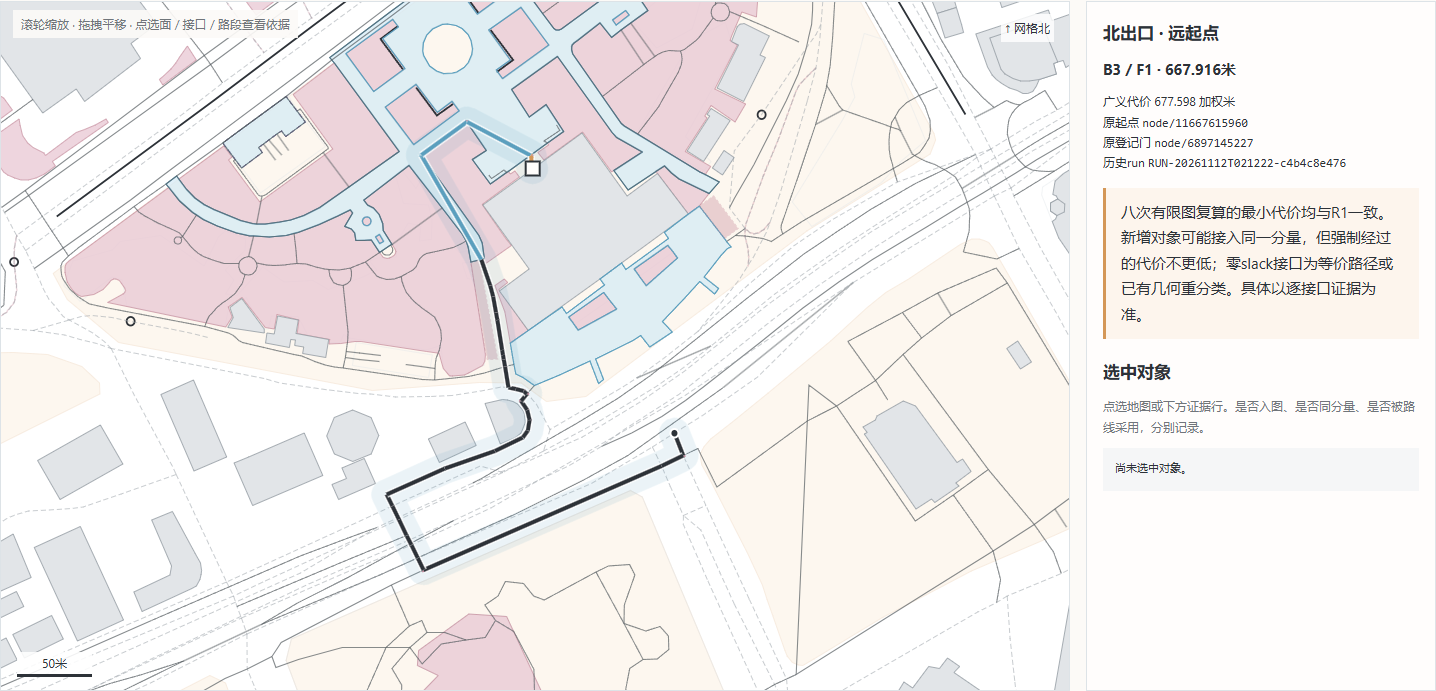 滚轮缩放 · 拖拽平移 · 点选面 / 接口 / 路段查看依据
↑ 网格北
50米
北出口 · 远起点
B3 / F1 · 667.916米
广义代价 677.598 加权米
原起点 node/11667615960
原登记门 node/6897145227
历史run RUN-20261112T021222-c4b4c8e476
八次有限图复算的最小代价均与R1一致。
新增对象可能接入同一分量，但强制经过
的代价不更低；零slack接口为等价路径或
已有几何重分类。具体以逐接口证据为
准。
选中对象
点选地图或下方证据行。是否入图、是否同分量、是否被路
线采用，分别记录。
尚未选中对象。